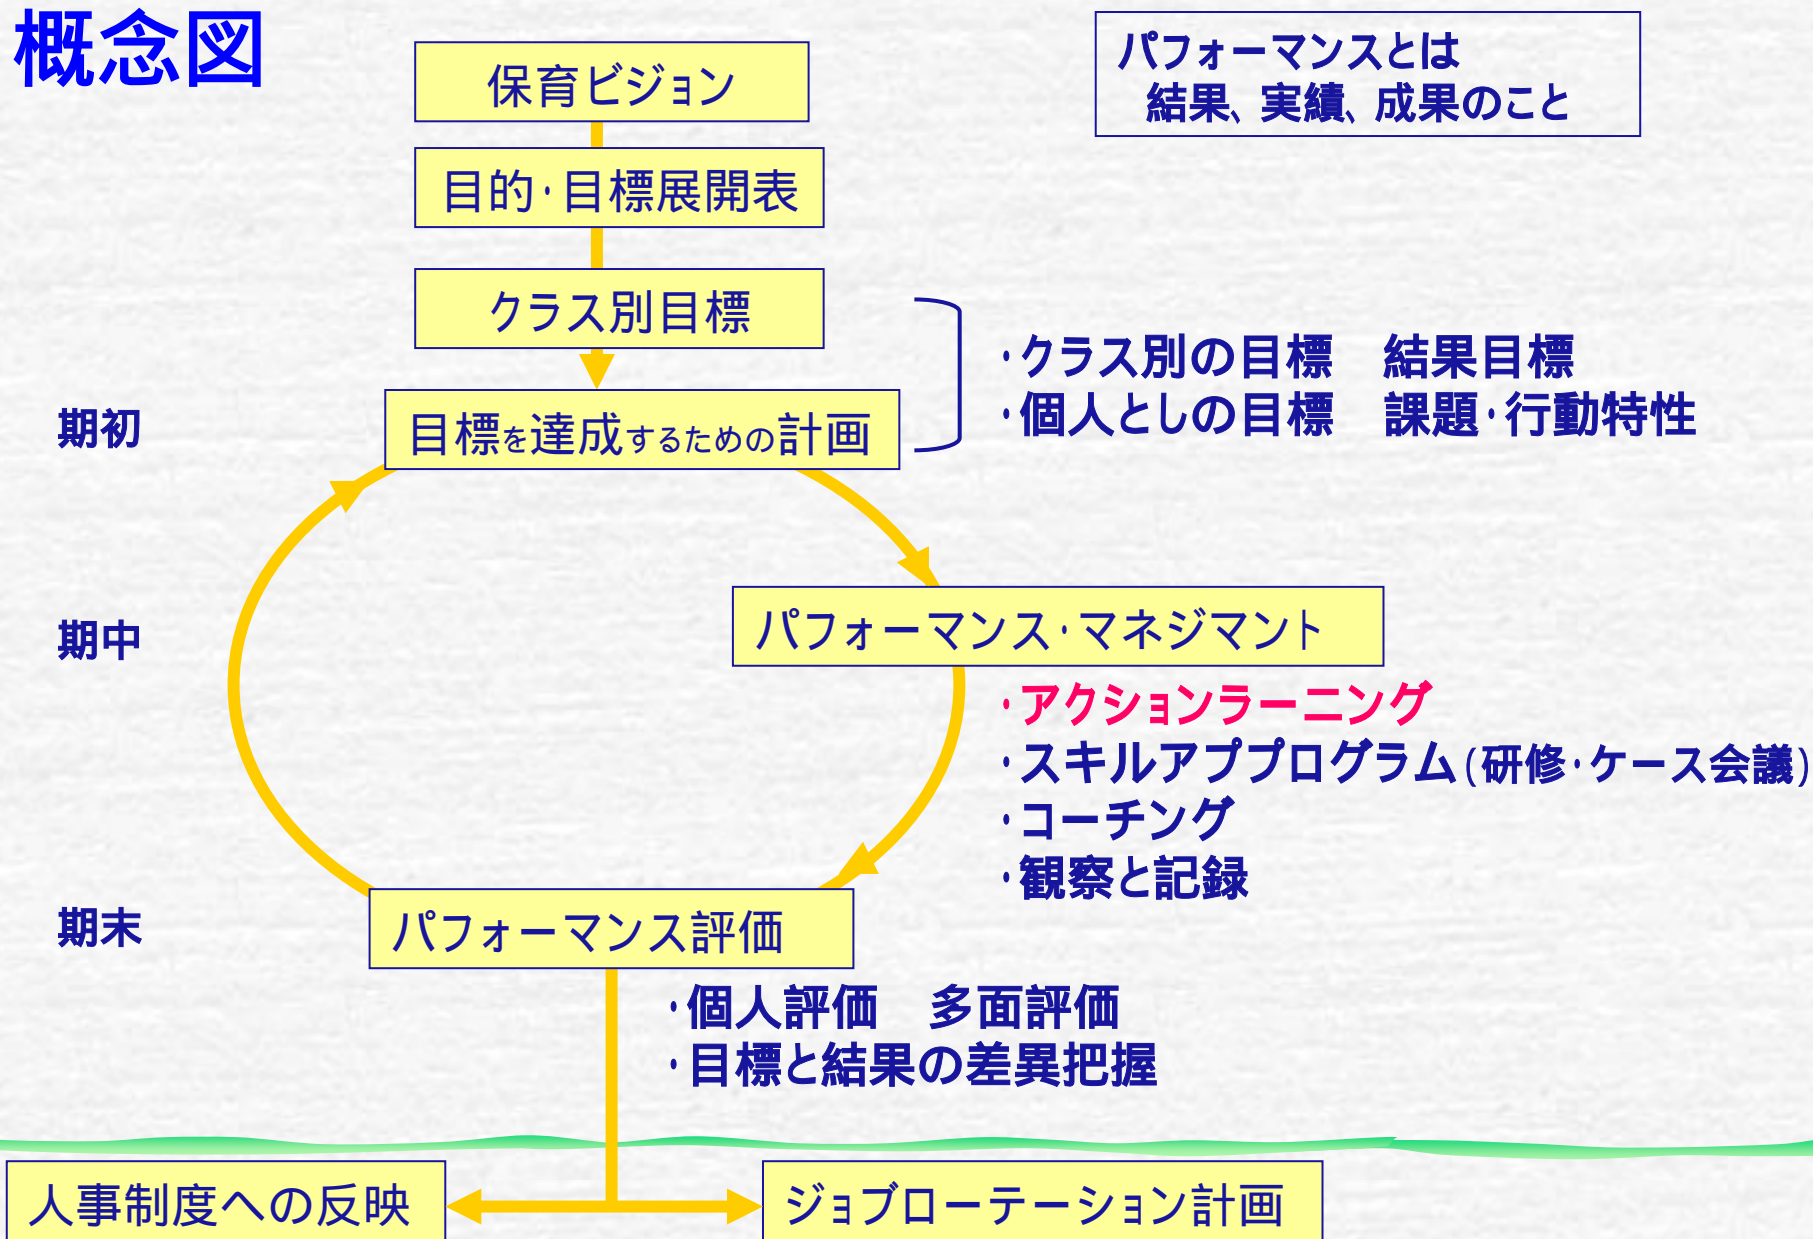 概念図
パフォーマンスとは
結果、実績、成果のこと
保育ビジョン
目的・目標展開表
クラス別目標
・クラス別の目標　結果目標
・個人としの目標　課題・行動特性
期初
目標を達成するための計画
期中
パフォーマンス・マネジマント
・アクションラーニング
・スキルアププログラム(研修・ケース会議)
・コーチング
・観察と記録
期末
パフォーマンス評価
・個人評価　多面評価
・目標と結果の差異把握
人事制度への反映
ジョブローテーション計画